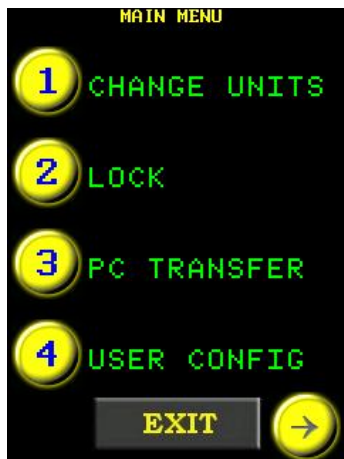 MAIN MENU
1 CHANGE UNITS
2 LOCK
3 PC TRANSFER
4 USER CONFIG
EXIT →